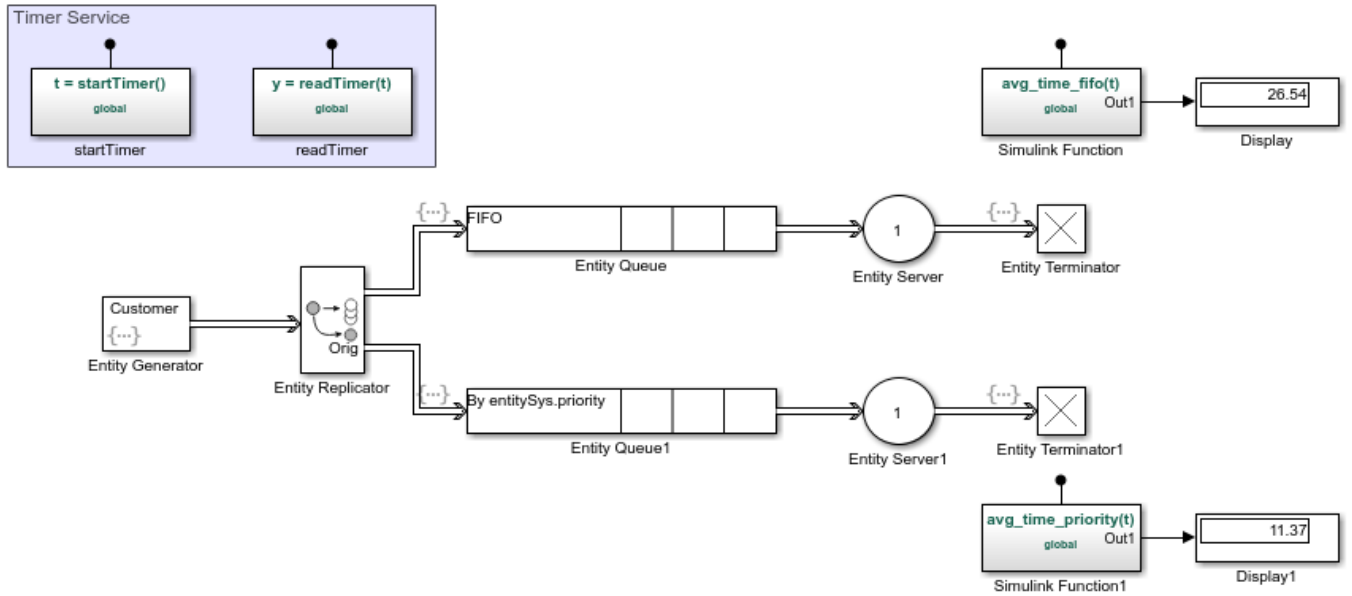 Timer Service
t = startTimer()
global
startTimer
y = readTimer(t)
global
readTimer
avg_time_fifo(t)
global
Out1
Simulink Function
26.54
Display
Customer
{...}
Entity Generator
Orig
Entity Replicator
{...}
FIFO
Entity Queue
1
Entity Server
{...}
Entity Terminator
{...}
By entitySys.priority
Entity Queue1
1
Entity Server1
{...}
Entity Terminator1
avg_time_priority(t)
global
Out1
Simulink Function1
11.37
Display1